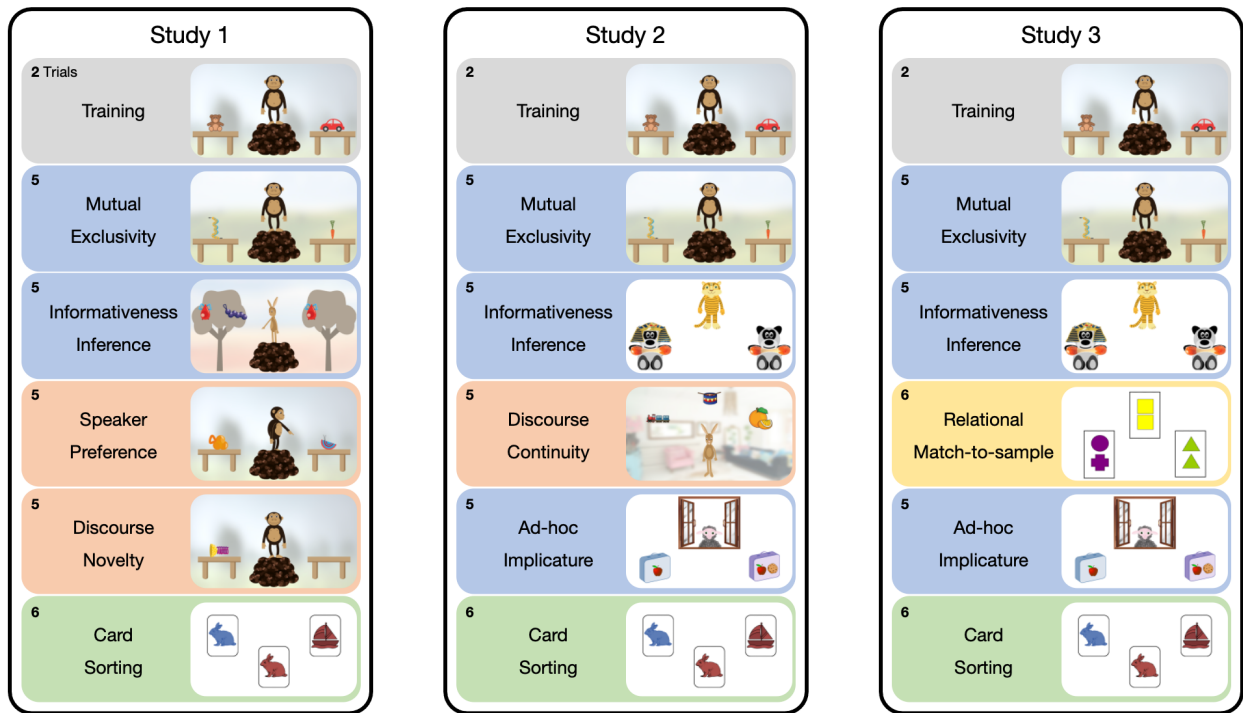 Study 1
2 Trials
Training
5
Mutual
Exclusivity
5
Informativeness
Inference
5
Speaker
Preference
5
Discourse
Novelty
6
Card
Sorting
Study 2
2
Training
5
Mutual
Exclusivity
5
Informativeness
Inference
5
Discourse
Continuity
5
Ad-hoc
Implicature
6
Card
Sorting
Study 3
2
Training
5
Mutual
Exclusivity
5
Informativeness
Inference
6
Relational
Match-to-sample
5
Ad-hoc
Implicature
6
Card
Sorting